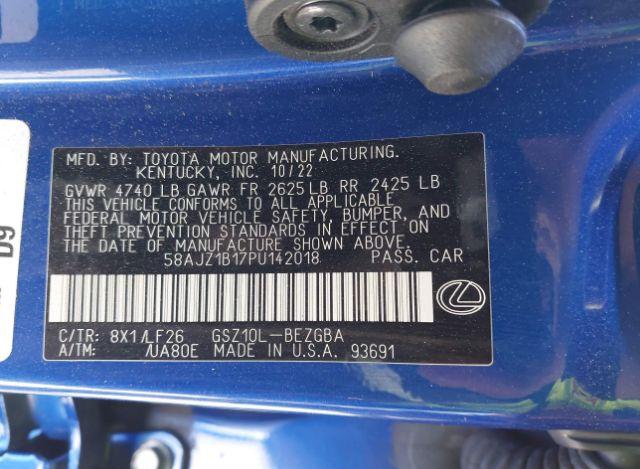 MFD. BY: TOYOTA MOTOR MANUFACTURING.
KENTUCKY, INC. 10/22
GVWR 4740 LB GAWR FR 2625 LB RR 2425 LB
THIS VEHICLE CONFORMS TO ALL APPLICABLE
FEDERAL MOTOR VEHICLE SAFETY, BUMPER, AND
THEFT PREVENTION STANDARDS IN EFFECT ON
THE DATE OF MANUFACTURE SHOWN ABOVE.
58AJZ1B17PU142018 PASS. CAR
C/TR: 8X1/LF26 GSZ10L-BEZGBA
A/TM: /UA80E MADE IN U.S.A. 93691
D9